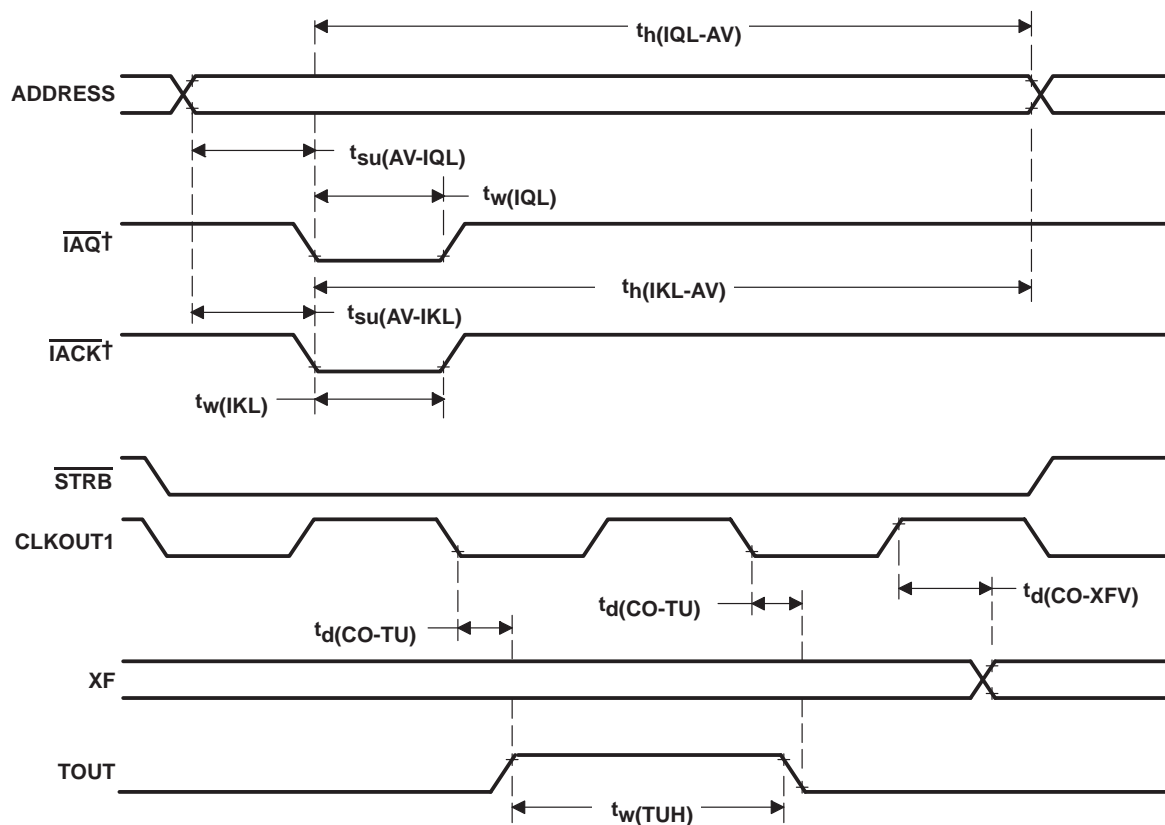 th(IQL-AV)
ADDRESS
tsu(AV-IQL)
tw(IQL)
IAQ†
th(IKL-AV)
tsu(AV-IKL)
IACK†
tw(IKL)
STRB
CLKOUT1
td(CO-TU)
td(CO-XFV)
td(CO-TU)
XF
TOUT
tw(TUH)